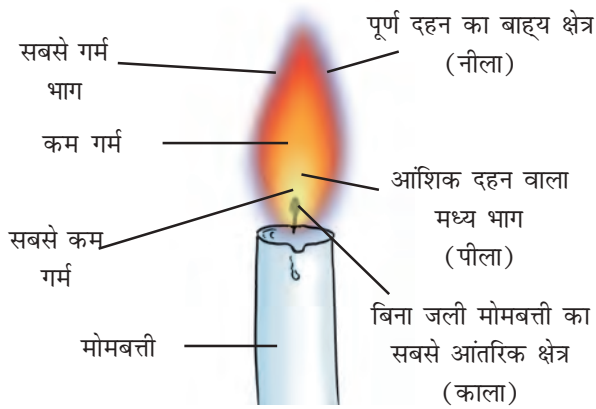 सबसे गर्म
भाग
कम गर्म
सबसे कम
गर्म
मोमबत्ती
पूर्ण दहन का बाह्य क्षेत्र
(नीला)
आंशिक दहन वाला
मध्य भाग
(पीला)
बिना जली मोमबत्ती का
सबसे आंतरिक क्षेत्र
(काला)